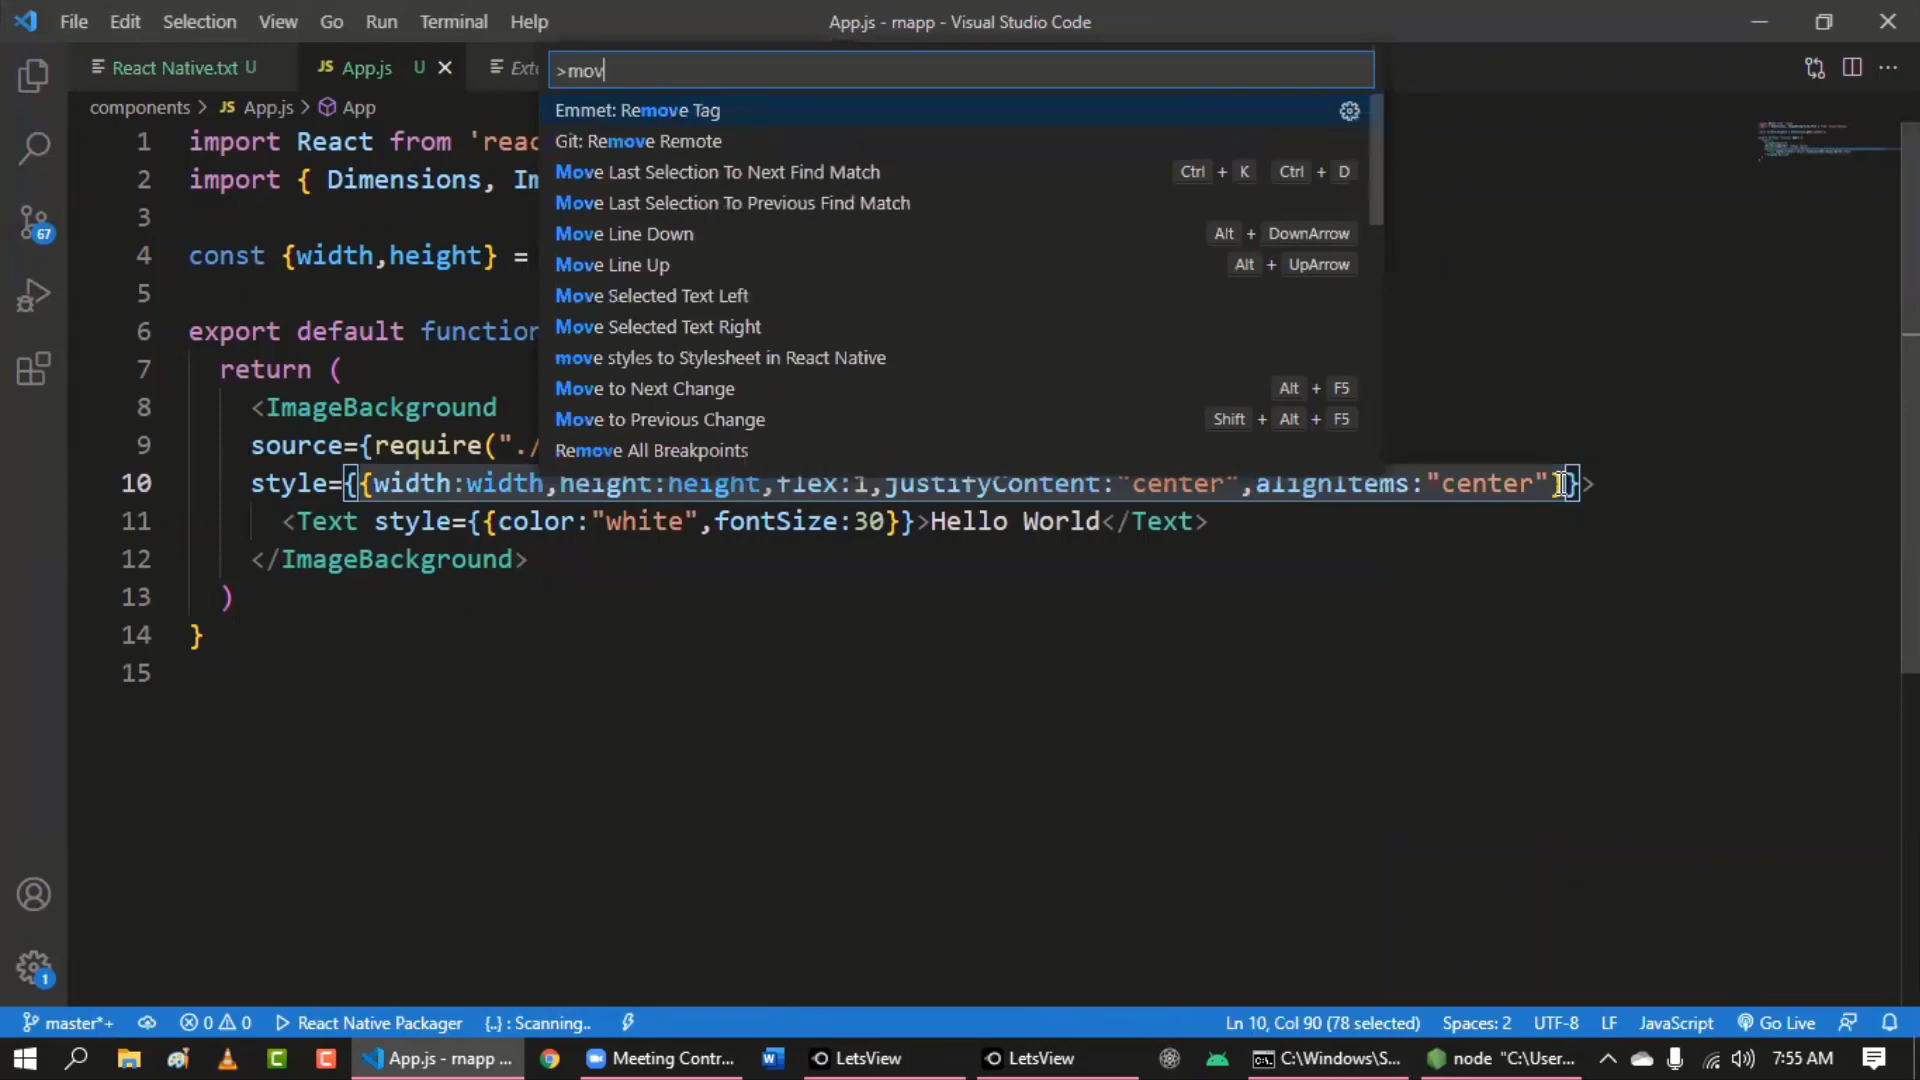 File Edit Selection View Go Run Terminal Help App.js - rnapp - Visual Studio Code
React Native.txt U JS App.js U
>mov
components > JS App.js > App
Emmet: Remove Tag
Git: Remove Remote
Move Last Selection To Next Find Match Ctrl + K Ctrl + D
Move Last Selection To Previous Find Match
Move Line Down Alt + DownArrow
Move Line Up Alt + UpArrow
Move Selected Text Left
Move Selected Text Right
move styles to Stylesheet in React Native
Move to Next Change Alt + F5
Move to Previous Change Shift + Alt + F5
Remove All Breakpoints
1 import React from
2 import { Dimensions,
3
4 const {width,height} =
5
6 export default function
7 return (
8 <ImageBackground
9 source={require("./
10 style={{width:width,height:height,flex:1,justifyContent:"center",alignItems:"center"}}>
11 <Text style={{color:"white",fontSize:30}}>Hello World</Text>
12 </ImageBackground>
13 )
14 }
15
67
1
master*+ 0 0 React Native Packager {..} : Scanning.. Ln 10, Col 90 (78 selected) Spaces: 2 UTF-8 LF JavaScript Go Live
App.js - rnapp ... Meeting Contr... LetsView LetsView C:\Windows\S... node "C:\User... 7:55 AM